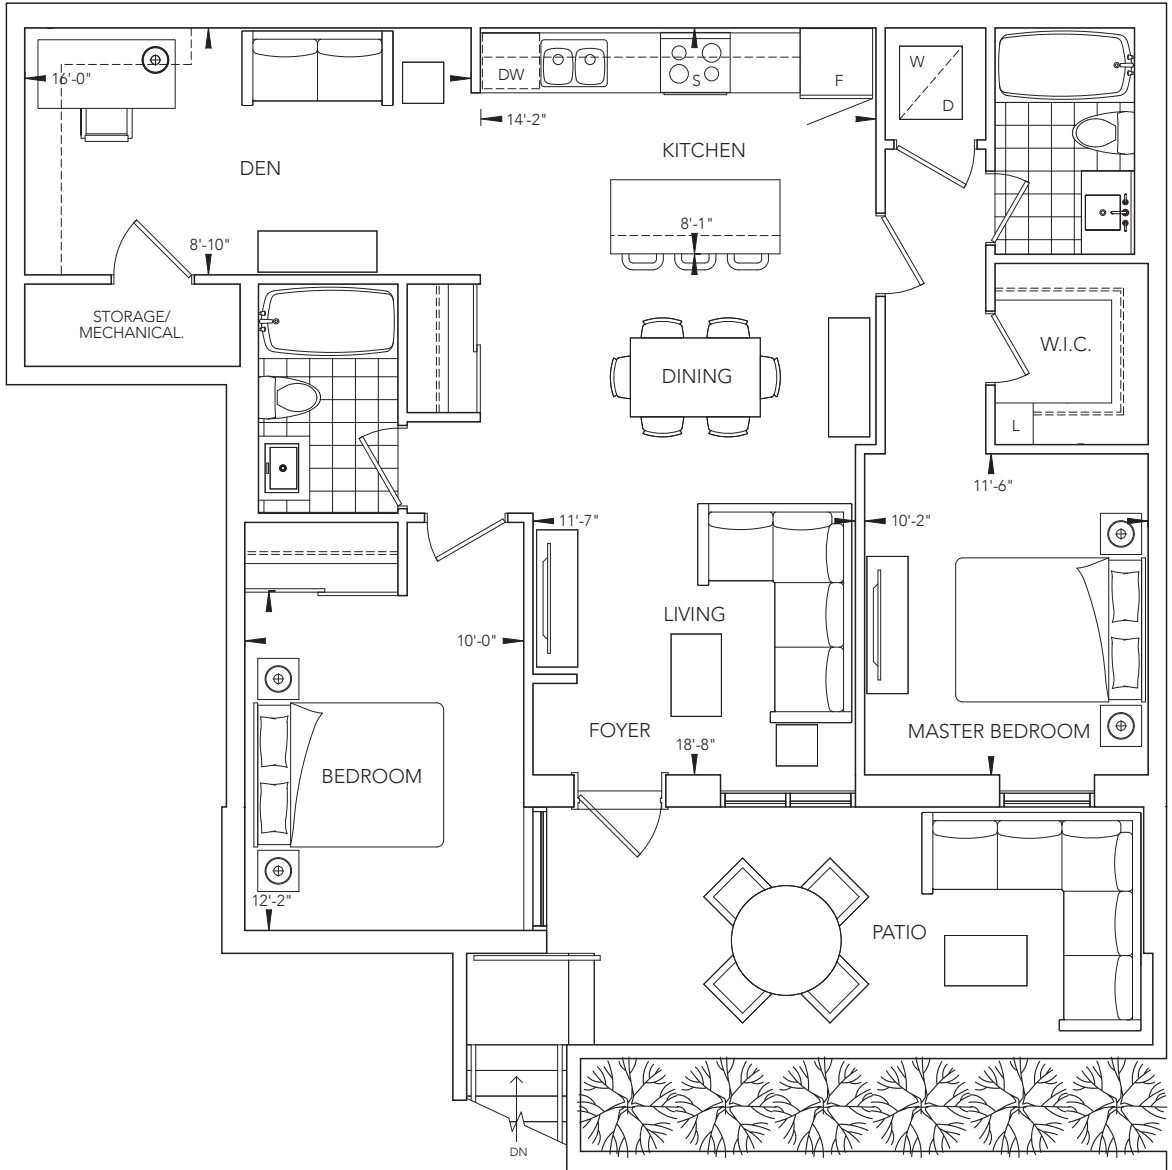 W
DW
S
F
16'-0"
D
14'-2"
KITCHEN
DEN
8'-1"
8'-10"
STORAGE/
MECHANICAL.
W.I.C.
DINING
L
11'-6"
11'-7"
10'-2"
LIVING
10'-0"
FOYER
MASTER BEDROOM
18'-8"
BEDROOM
12'-2"
PATIO
DN